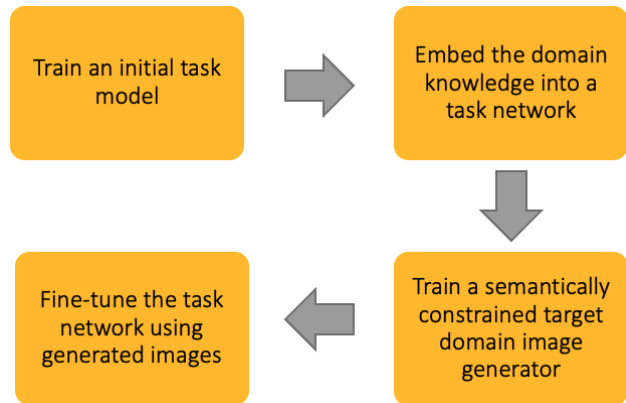 Train an initial task
model
Embed the domain
knowledge into a
task network
Train a semantically
constrained target
domain image
generator
Fine-tune the task
network using
generated images